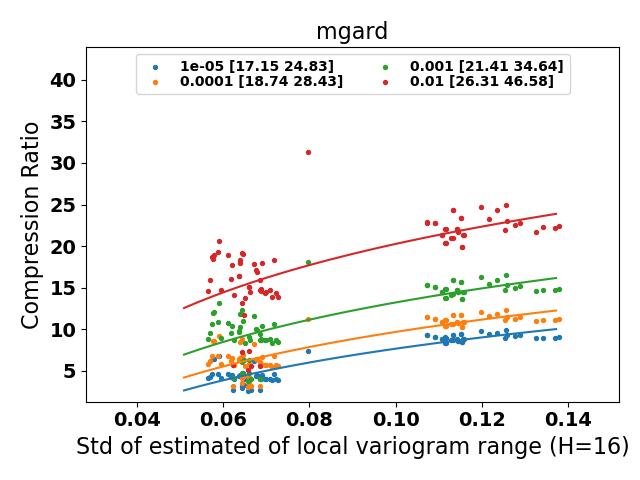 mgard
1e-05 [17.15 24.83]
0.0001 [18.74 28.43]
0.001 [21.41 34.64]
0.01 [26.31 46.58]
Compression Ratio
40
35
30
25
20
15
10
5
0.04 0.06 0.08 0.10 0.12 0.14
Std of estimated of local variogram range (H=16)